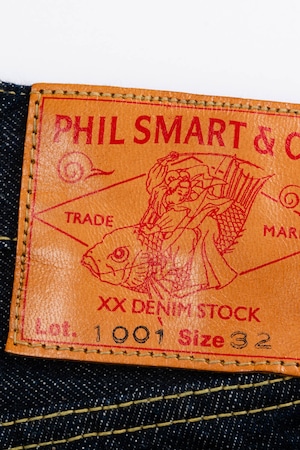 PHIL SMART & C
TRADE MAR
XX DENIM STOCK
Lot. 1001 Size 32